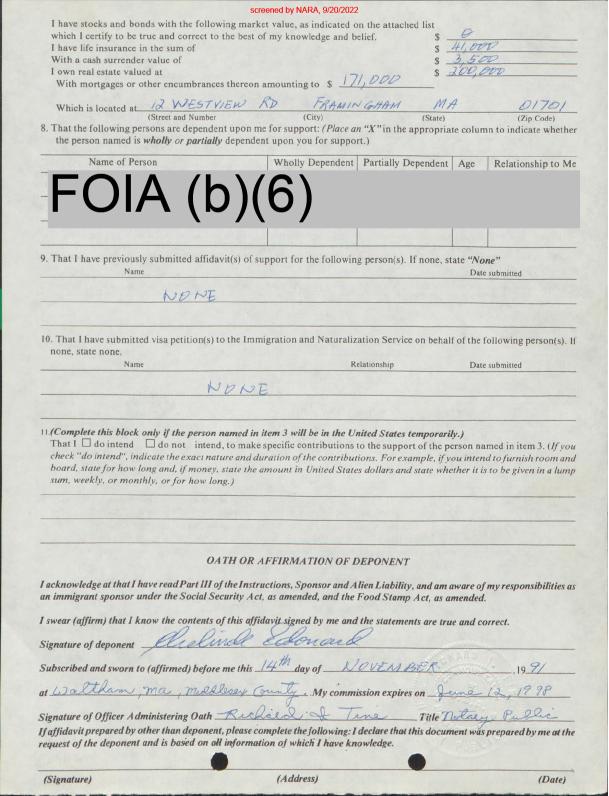 screened by NARA, 9/20/2022
I have stocks and bonds with the following market value, as indicated on the attached list
which I certify to be true and correct to the best of my knowledge and belief. $ 0
I have life insurance in the sum of $ 41,000
With a cash surrender value of $ 3,500
I own real estate valued at $ 200,000
With mortgages or other encumbrances thereon amounting to $ 171,000
Which is located at 12 WESTVIEW RD FRAMINGHAM MA 01701
(Street and Number) (City) (State) (Zip Code)
8. That the following persons are dependent upon me for support: (Place an "X" in the appropriate column to indicate whether
the person named is wholly or partially dependent upon you for support.)
Name of Person Wholly Dependent Partially Dependent Age Relationship to Me
FOIA (b)(6)
9. That I have previously submitted affidavit(s) of support for the following person(s). If none, state "None"
Name Date submitted
NONE
10. That I have submitted visa petition(s) to the Immigration and Naturalization Service on behalf of the following person(s). If
none, state none.
Name Relationship Date submitted
NONE
11.(Complete this block only if the person named in item 3 will be in the United States temporarily.)
That I ☐ do intend ☐ do not intend, to make specific contributions to the support of the person named in item 3. (If you
check "do intend", indicate the exact nature and duration of the contributions. For example, if you intend to furnish room and
board, state for how long and, if money, state the amount in United States dollars and state whether it is to be given in a lump
sum, weekly, or monthly, or for how long.)
OATH OR AFFIRMATION OF DEPONENT
I acknowledge at that I have read Part III of the Instructions, Sponsor and Alien Liability, and am aware of my responsibilities as
an immigrant sponsor under the Social Security Act, as amended, and the Food Stamp Act, as amended.
I swear (affirm) that I know the contents of this affidavit signed by me and the statements are true and correct.
Signature of deponent Edouard
Subscribed and sworn to (affirmed) before me this 14th day of NOVEMBER, 19 91
at Waltham, Ma, Middlesex County. My commission expires on June 12, 1998
Signature of Officer Administering Oath Richard I Tine Title Notary Public
If affidavit prepared by other than deponent, please complete the following: I declare that this document was prepared by me at the
request of the deponent and is based on all information of which I have knowledge.
(Signature) (Address) (Date)